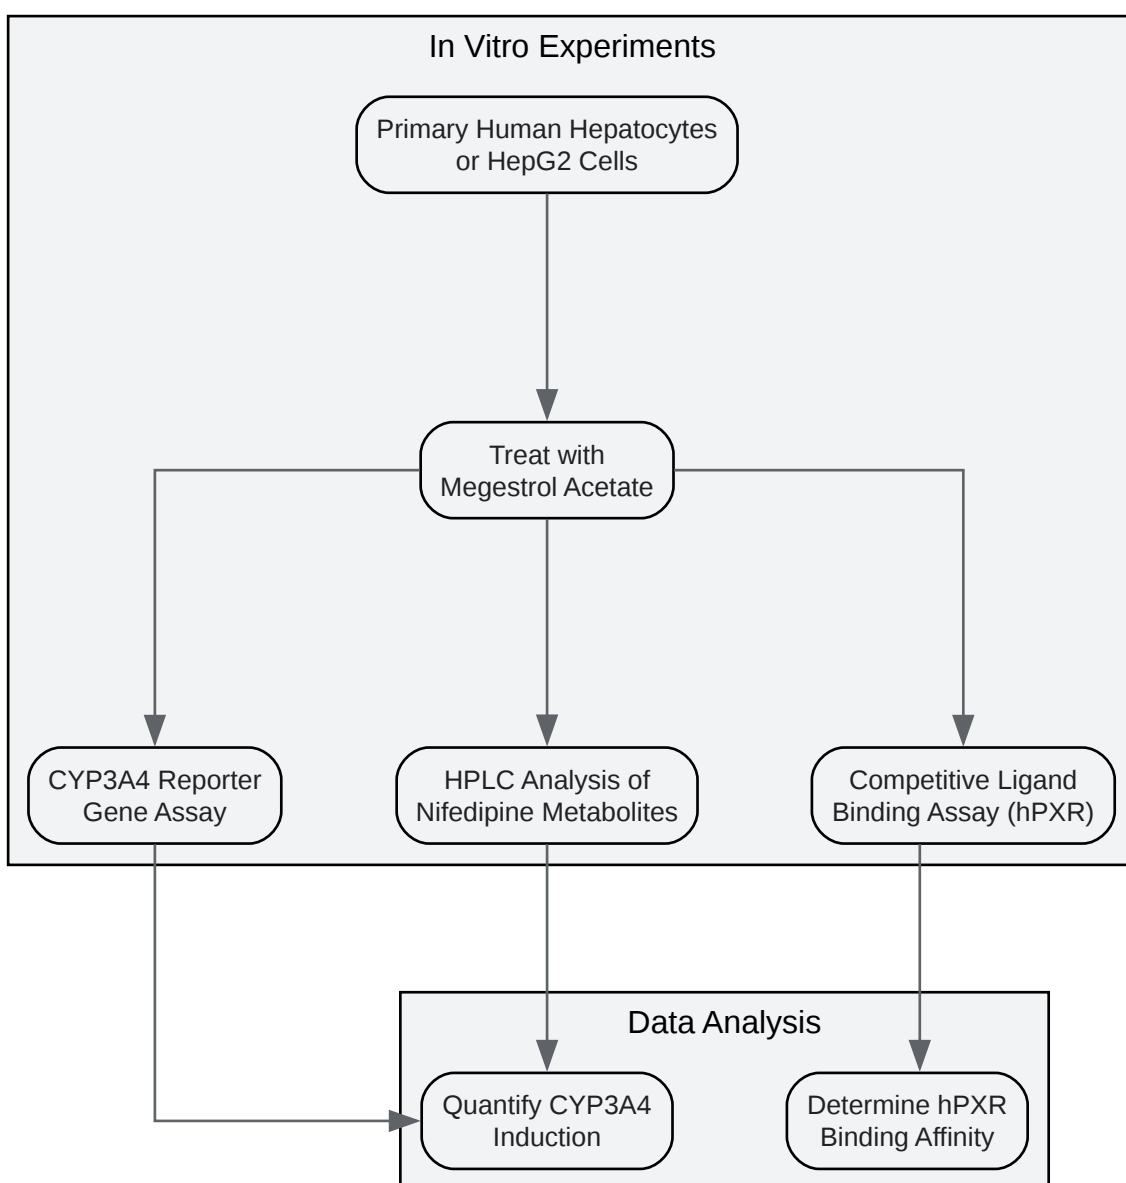 In Vitro Experiments
Primary Human Hepatocytes
or HepG2 Cells
Treat with
Megestrol Acetate
CYP3A4 Reporter
Gene Assay
HPLC Analysis of
Nifedipine Metabolites
Competitive Ligand
Binding Assay (hPXR)
Data Analysis
Quantify CYP3A4
Induction
Determine hPXR
Binding Affinity